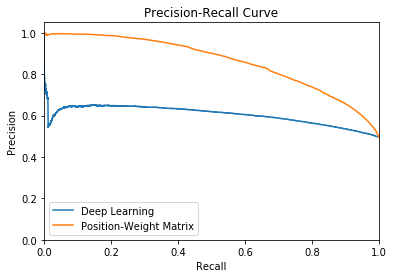 Precision-Recall Curve
1.0
0.8
0.6
0.4
0.2
0.0
Precision
Deep Learning
Position-Weight Matrix
0.0 0.2 0.4 0.6 0.8 1.0
Recall